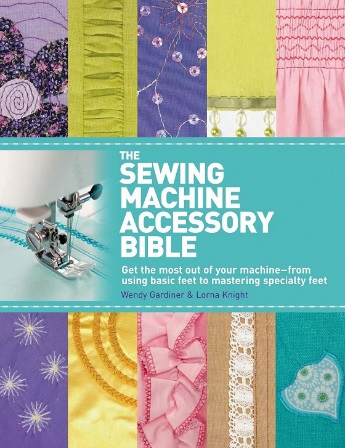 THE
SEWING
MACHINE
ACCESSORY
BIBLE
Get the most out of your machine—from
using basic feet to mastering specialty feet
Wendy Gardiner & Lorna Knight